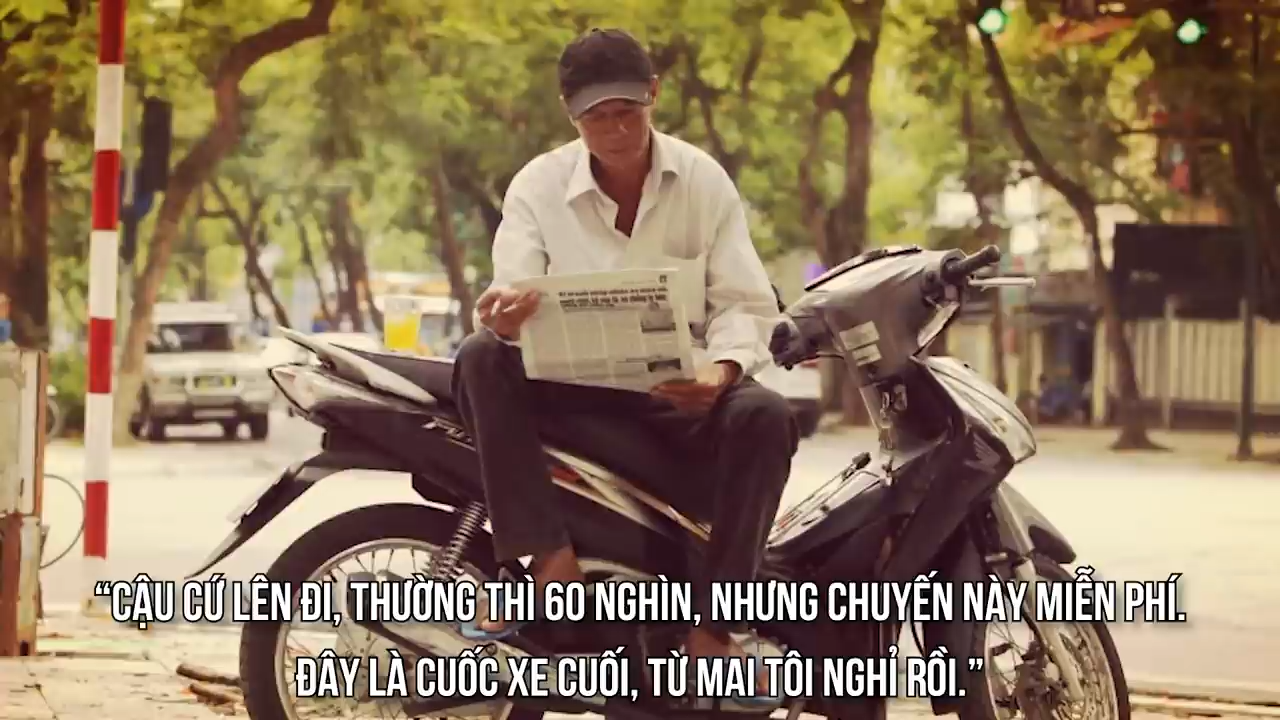 “CẬU CỨ LÊN ĐI, THƯỜNG THÌ 60 NGHÌN, NHƯNG CHUYẾN NÀY MIỄN PHÍ.
ĐÂY LÀ CUỐC XE CUỐI, TỪ MAI TÔI NGHỈ RỒI.”